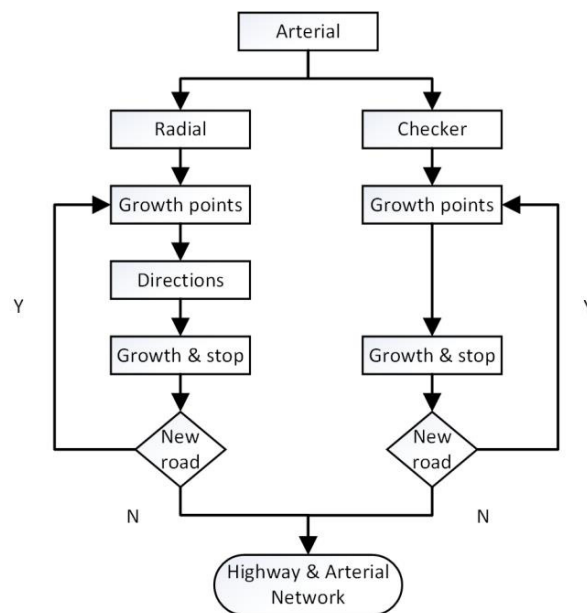 Arterial
Radial
Checker
Growth points
Growth points
Directions
Y
Y
Growth & stop
Growth & stop
New
road
New
road
N
N
Highway & Arterial
Network